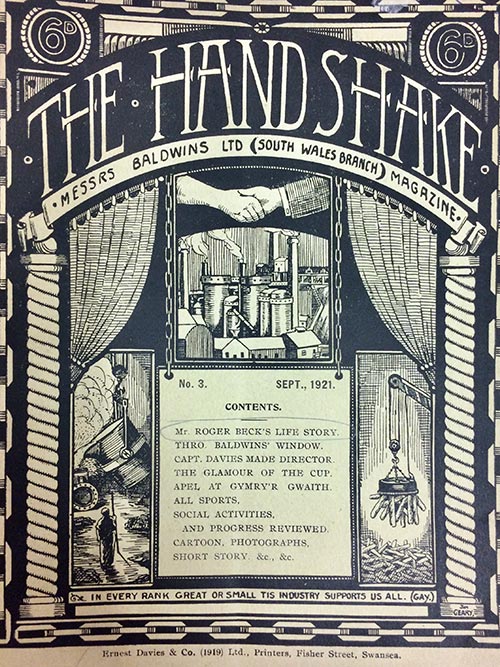 6D 6D
THE HAND SHAKE
• MESSRS BALDWINS LTD (SOUTH WALES BRANCH) MAGAZINE •
No. 3. SEPT., 1921.
CONTENTS.
Mr. ROGER BECK'S LIFE STORY.
THRO. BALDWINS' WINDOW.
CAPT. DAVIES MADE DIRECTOR.
THE GLAMOUR OF THE CUP.
APEL AT GYMRY'R GWAITH.
ALL SPORTS.
SOCIAL ACTIVITIES,
AND PROGRESS REVIEWED.
CARTOON, PHOTOGRAPHS,
SHORT STORY. &c., &c.
IN EVERY RANK GREAT OR SMALL TIS INDUSTRY SUPPORTS US ALL. (GAY.)
GEARY.
Ernest Davies & Co. (1919) Ltd., Printers, Fisher Street, Swansea.